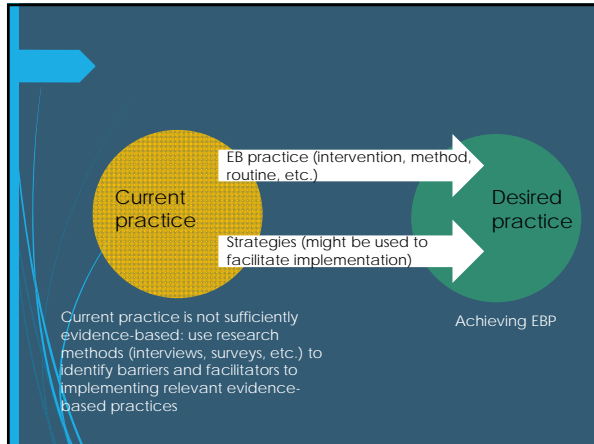 EB practice (intervention, method,
routine, etc.)
Current
practice
Desired
practice
Strategies (might be used to
facilitate implementation)
Current practice is not sufficiently
evidence-based: use research
methods (interviews, surveys, etc.) to
identify barriers and facilitators to
implementing relevant evidence-
based practices
Achieving EBP